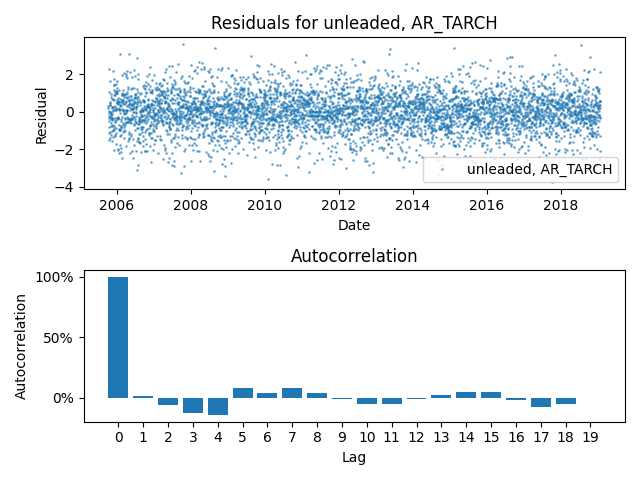 Residuals for unleaded, AR_TARCH
Residual
2
0
−2
−4
unleaded, AR_TARCH
2006 2008 2010 2012 2014 2016 2018
Date
Autocorrelation
Autocorrelation
100%
50%
0%
0 1 2 3 4 5 6 7 8 9 10 11 12 13 14 15 16 17 18 19
Lag